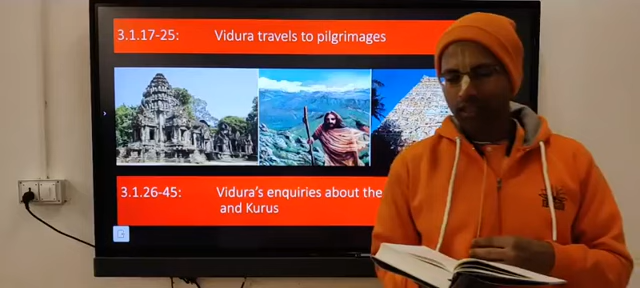 3.1.17-25: Vidura travels to pilgrimages
3.1.26-45: Vidura's enquiries about the
and Kurus